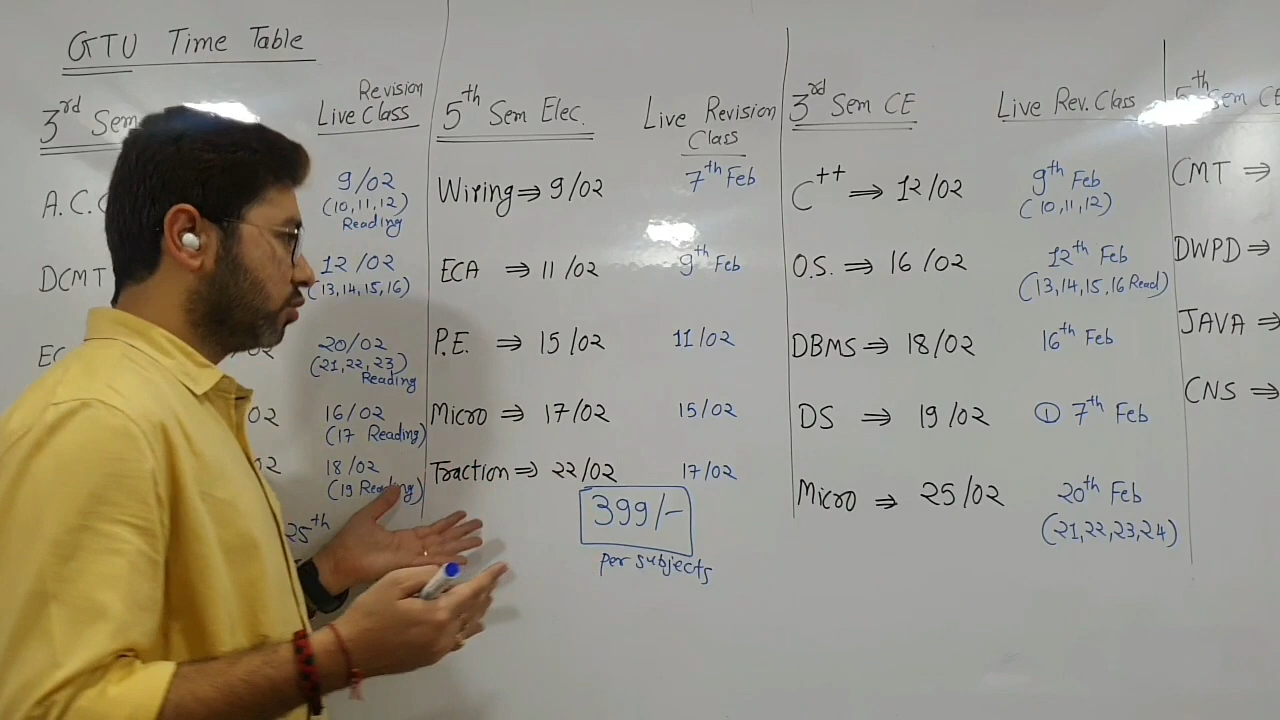 GTU Time Table
3rd Sem
Revision
Live Class
A.C.
9/02
(10,11,12)
Reading
DCMT
12/02
(13,14,15,16)
20/02
(21,22,23)
Reading
02
16/02
(17 Reading)
18/02
(19 Reading)
25th
5th Sem Elec.
Live Revision
Class
Wiring ⇒ 9/02
7th Feb
ECA ⇒ 11/02
9th Feb
P.E. ⇒ 15/02
11/02
Micro ⇒ 17/02
15/02
Traction ⇒ 22/02
17/02
399/-
per subjects
3rd Sem CE
Live Rev. Class
C++ ⇒ 12/02
9th Feb
(10,11,12)
O.S. ⇒ 16/02
12th Feb
(13,14,15,16 Read)
DBMS ⇒ 18/02
16th Feb
DS ⇒ 19/02
① 7th Feb
Micro ⇒ 25/02
20th Feb
(21,22,23,24)
5th Sem CE
CMT ⇒
DWPD ⇒
JAVA ⇒
CNS ⇒